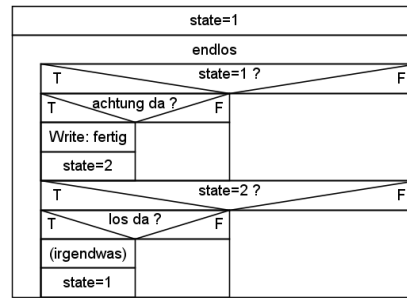 state=1
endlos
T state=1 ? F
T achtung da ? F
Write: fertig
state=2
T state=2 ? F
T los da ? F
(irgendwas)
state=1